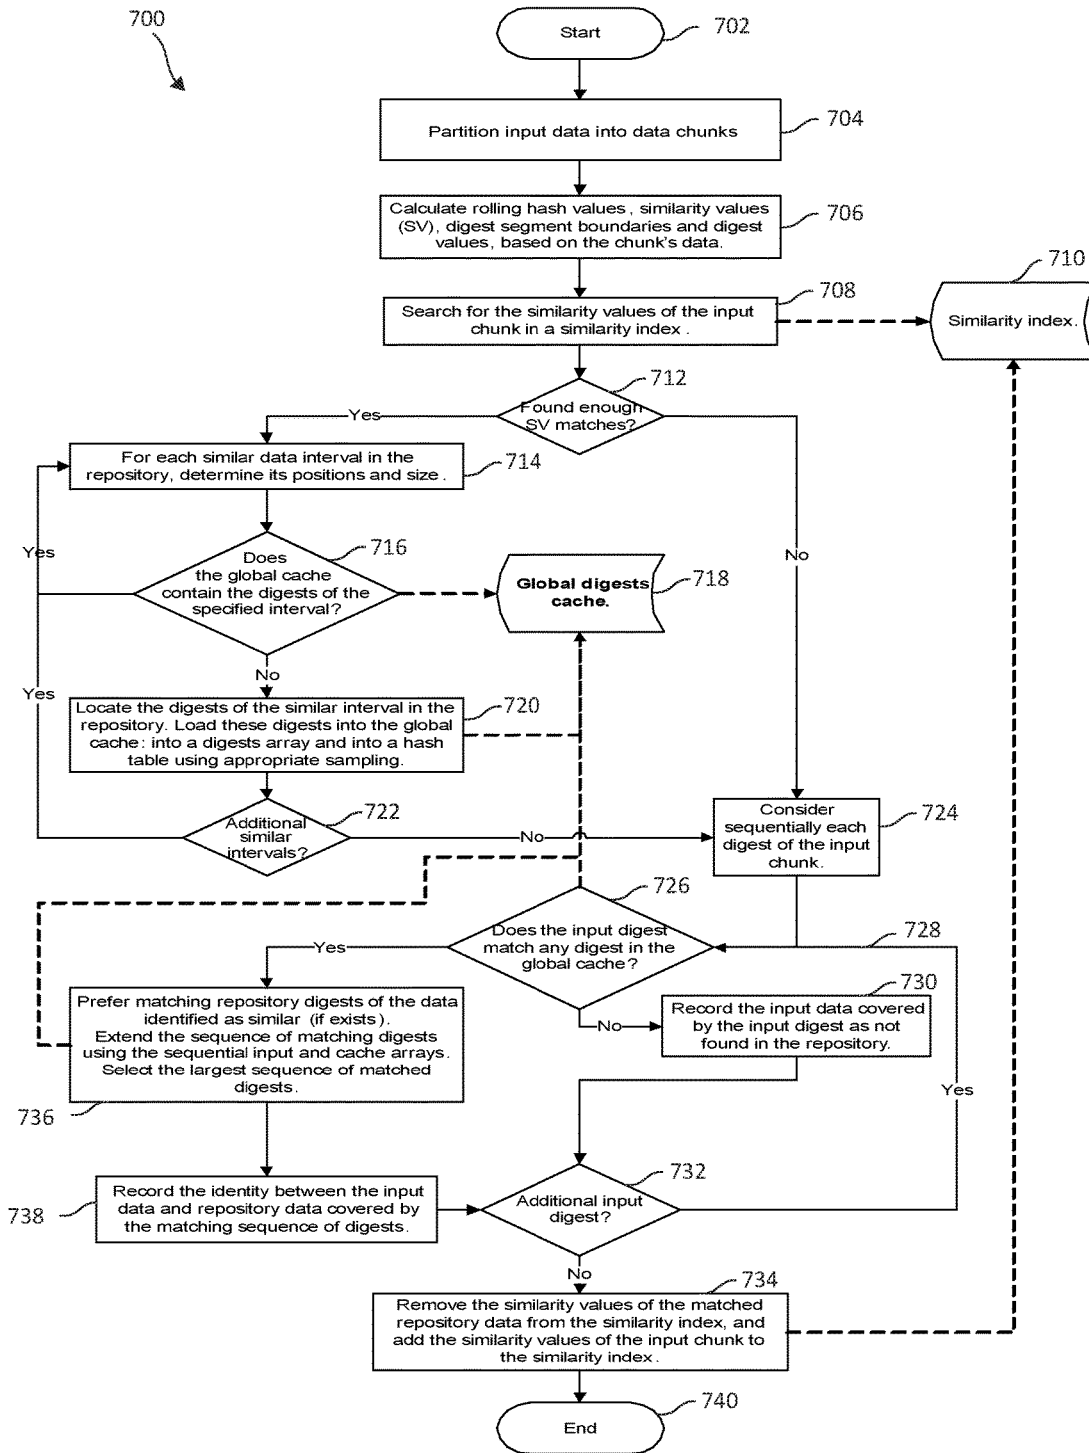 700
Start
702
Partition input data into data chunks
704
Calculate rolling hash values, similarity values
(SV), digest segment boundaries and digest
values, based on the chunk's data.
706
Search for the similarity values of the input
chunk in a similarity index.
708
710
Similarity index.
712
Found enough
SV matches?
Yes
No
For each similar data interval in the
repository, determine its positions and size.
714
Yes
Does
the global cache
contain the digests of the
specified interval?
716
Global digests
cache.
718
No
Yes
Locate the digests of the similar interval in the
repository. Load these digests into the global
cache: into a digests array and into a hash
table using appropriate sampling.
720
Additional
similar
intervals?
722
No
Consider
sequentially each
digest of the input
chunk.
724
726
Does the input digest
match any digest in the
global cache?
728
Yes
No
Prefer matching repository digests of the data
identified as similar (if exists).
Extend the sequence of matching digests
using the sequential input and cache arrays.
Select the largest sequence of matched
digests.
736
730
Record the input data covered
by the input digest as not
found in the repository.
Yes
Record the identity between the input
data and repository data covered by
the matching sequence of digests.
738
Additional input
digest?
732
No
734
Remove the similarity values of the matched
repository data from the similarity index, and
add the similarity values of the input chunk to
the similarity index.
End
740